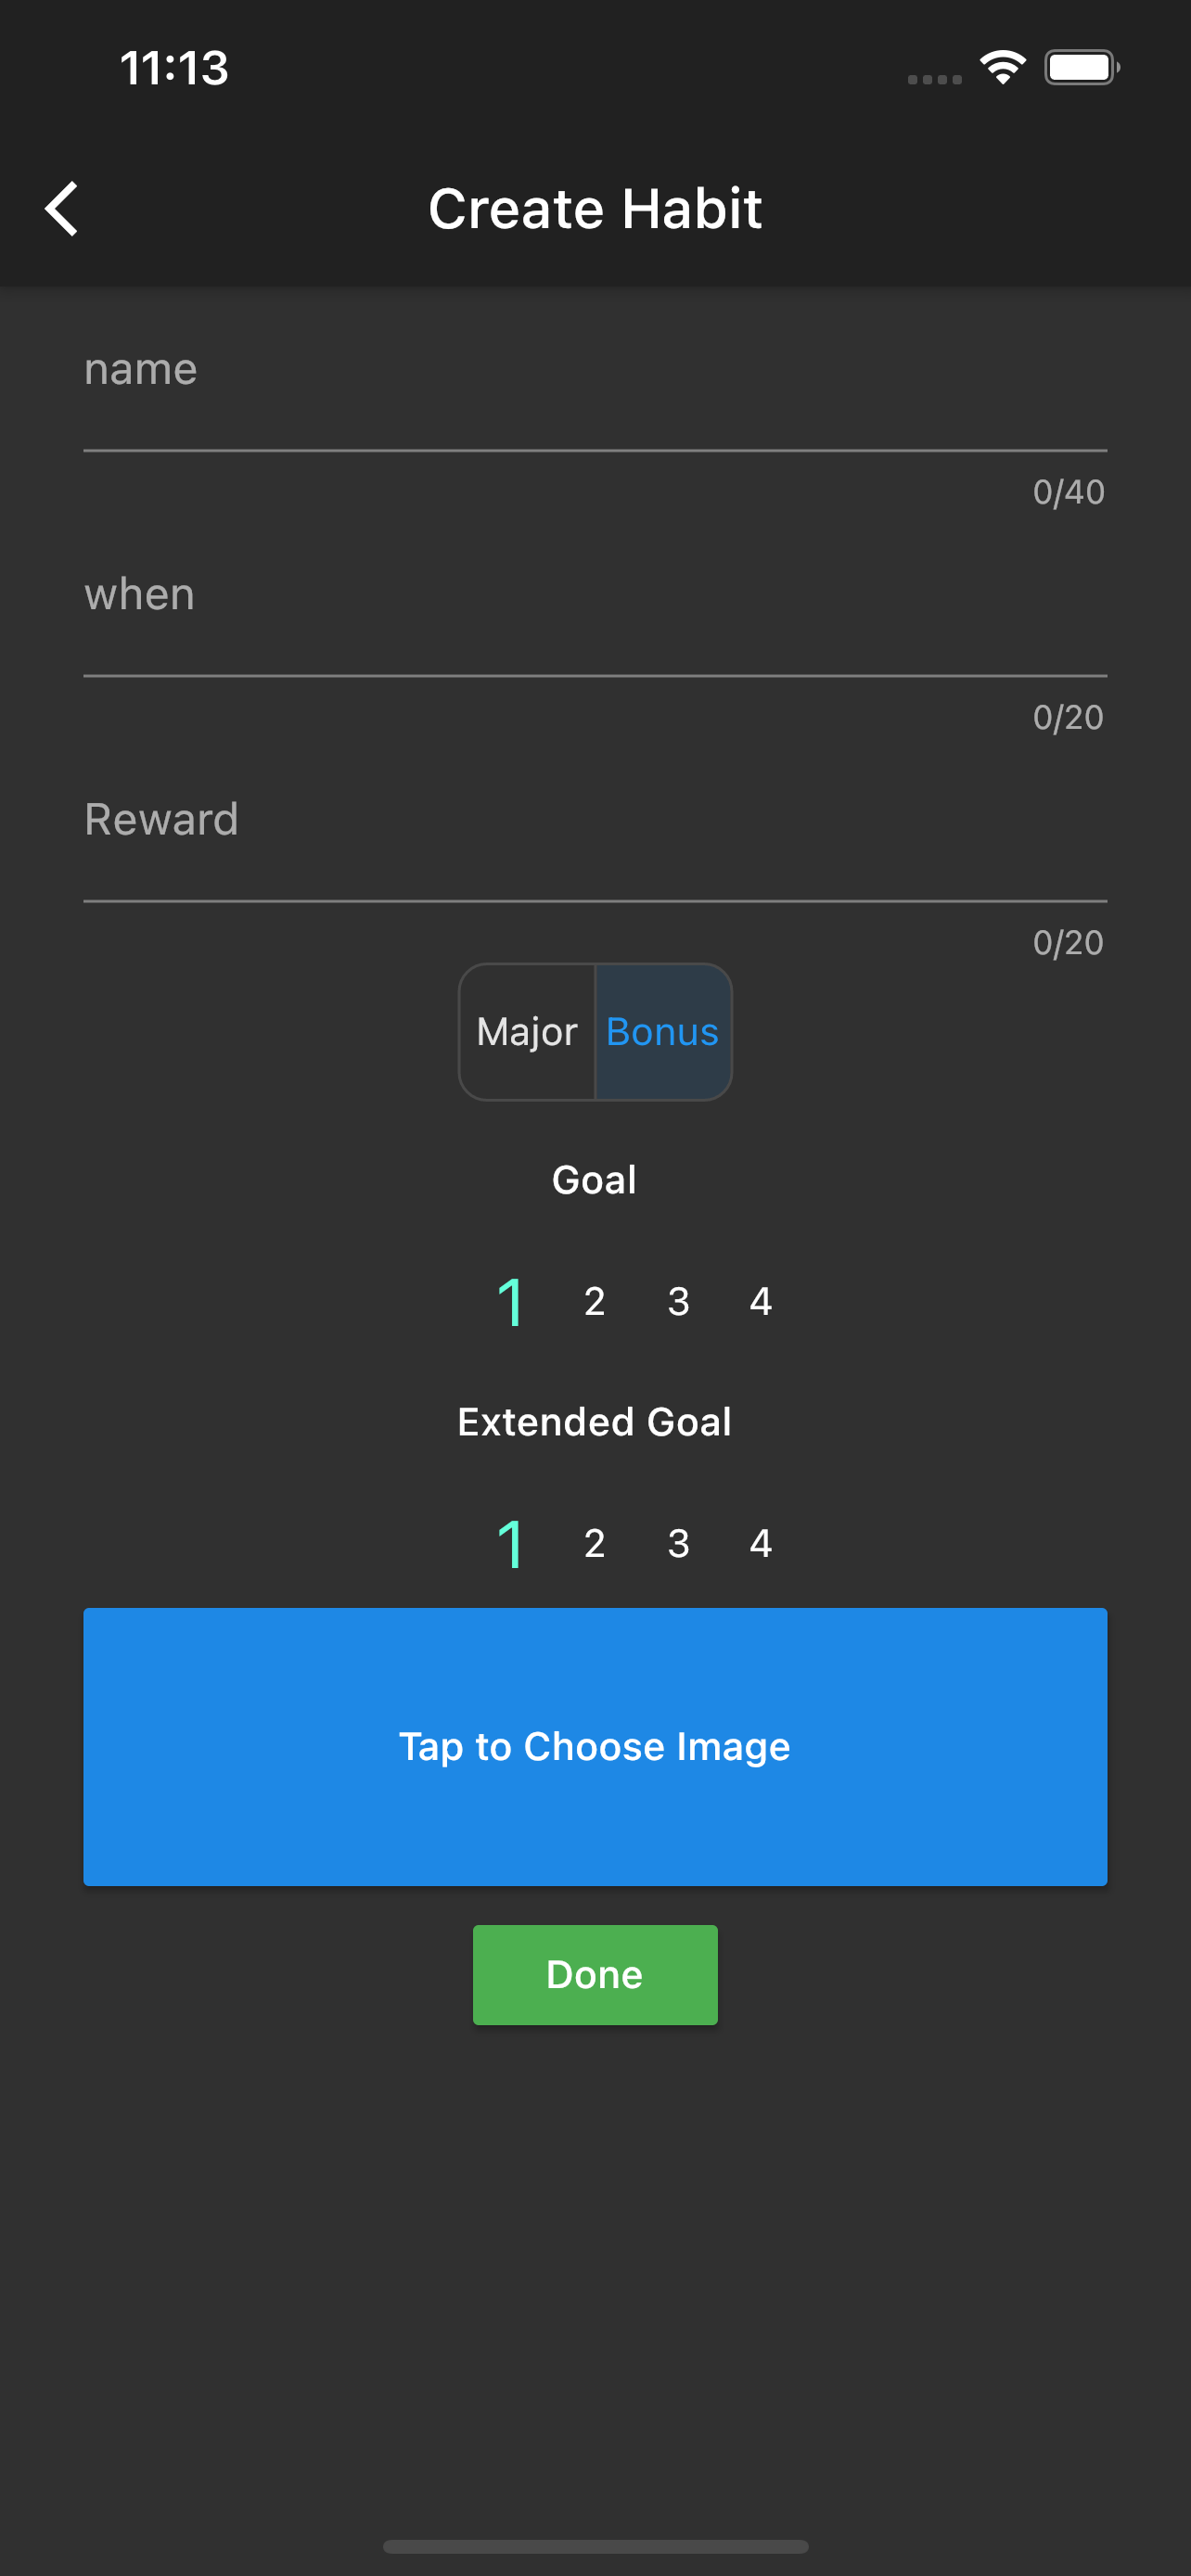 11:13
Create Habit
name
0/40
when
0/20
Reward
0/20
Major Bonus
Goal
1 2 3 4
Extended Goal
1 2 3 4
Tap to Choose Image
Done